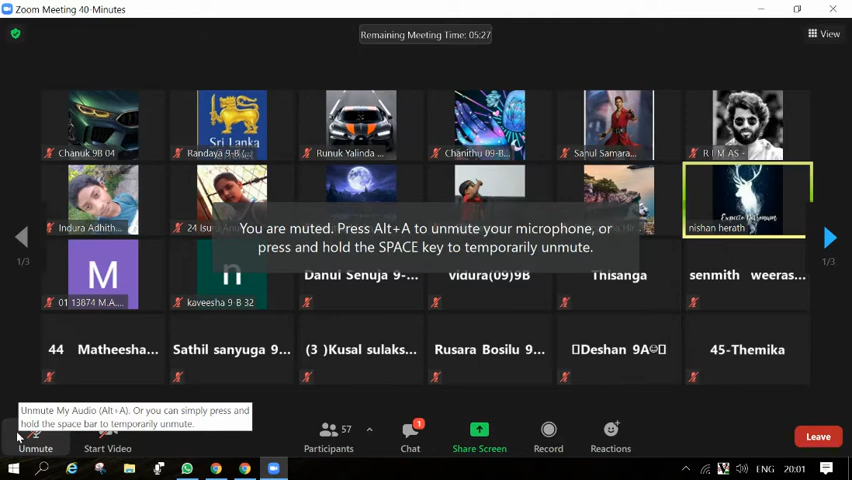 Zoom Meeting 40-Minutes
Remaining Meeting Time: 05:27
View
Chanuk 9B 04
Randaya 9-B (...
Sri Lanka
Runuk Yalinda ...
Chanithu 09-B...
Sanul Samara...
R I M AS -
Indura Adhith...
24 Isuru
nishan herath
Expecto Patronum
You are muted. Press Alt+A to unmute your microphone, or
press and hold the SPACE key to temporarily unmute.
1/3
1/3
M
01 13874 M.A....
n
kaveesha 9-B 32
Danul Senuja 9-...
vidura(09)9B
Thisanga
senmith weeras...
44 Matheesha...
Sathil sanyuga 9...
(3 )Kusal sulaks...
Rusara Bosilu 9...
Deshan 9A
45-Themika
Unmute My Audio (Alt+A). Or you can simply press and
hold the space bar to temporarily unmute.
Unmute
Start Video
57
Participants
1
Chat
Share Screen
Record
Reactions
Leave
ENG
20:01